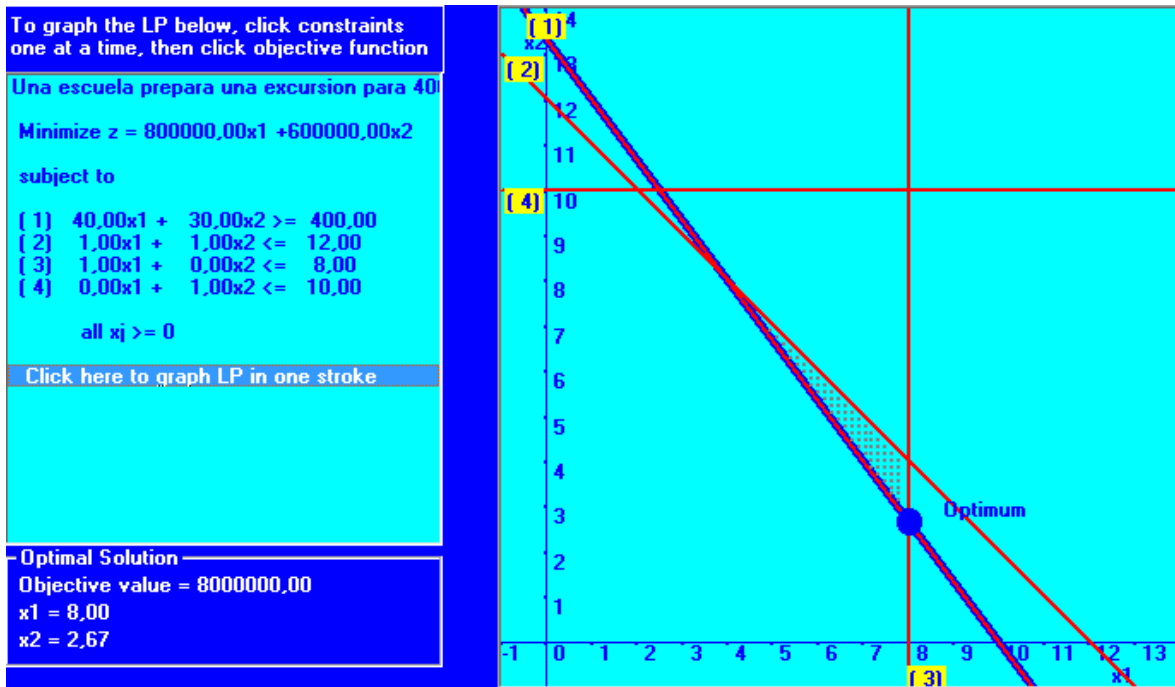 To graph the LP below, click constraints
one at a time, then click objective function
Una escuela prepara una excursion para 40
Minimize z = 800000,00x1 +600000,00x2
subject to
( 1) 40,00x1 + 30,00x2 >= 400,00
( 2) 1,00x1 + 1,00x2 <= 12,00
( 3) 1,00x1 + 0,00x2 <= 8,00
( 4) 0,00x1 + 1,00x2 <= 10,00
all xj >= 0
Click here to graph LP in one stroke
Optimal Solution
Objective value = 8000000,00
x1 = 8,00
x2 = 2,67
( 1) 14
x2
( 2) 13
12
11
( 4) 10
9
8
7
6
5
4
3 Optimum
2
1
-1 0 1 2 3 4 5 6 7 8 9 10 11 12 13
( 3) x1